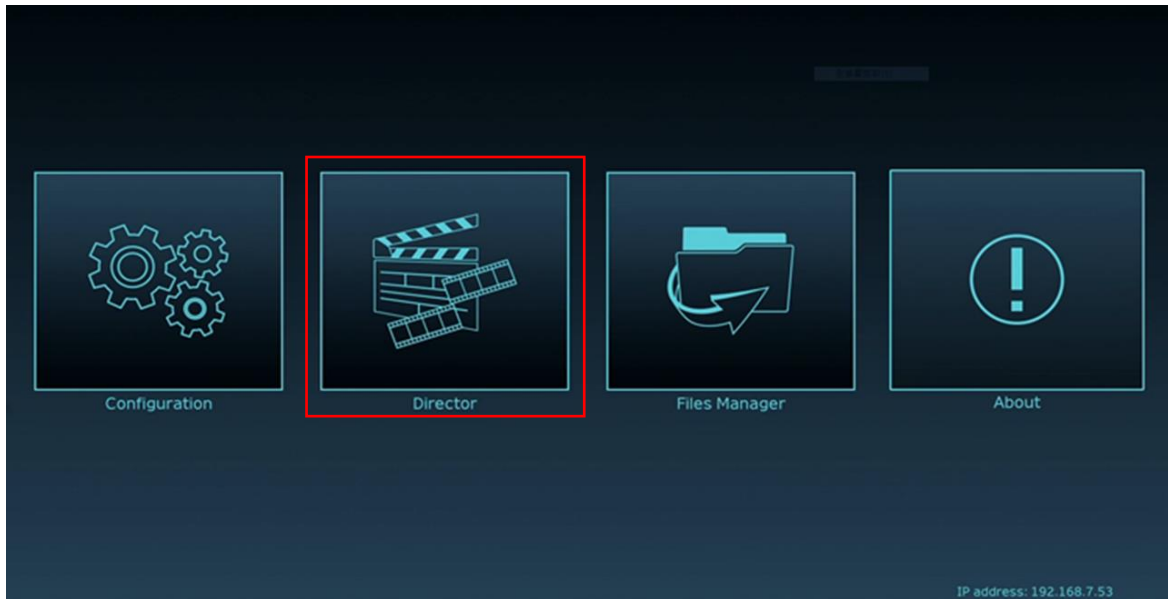 Configuration
Director
Files Manager
About
IP address: 192.168.7.53